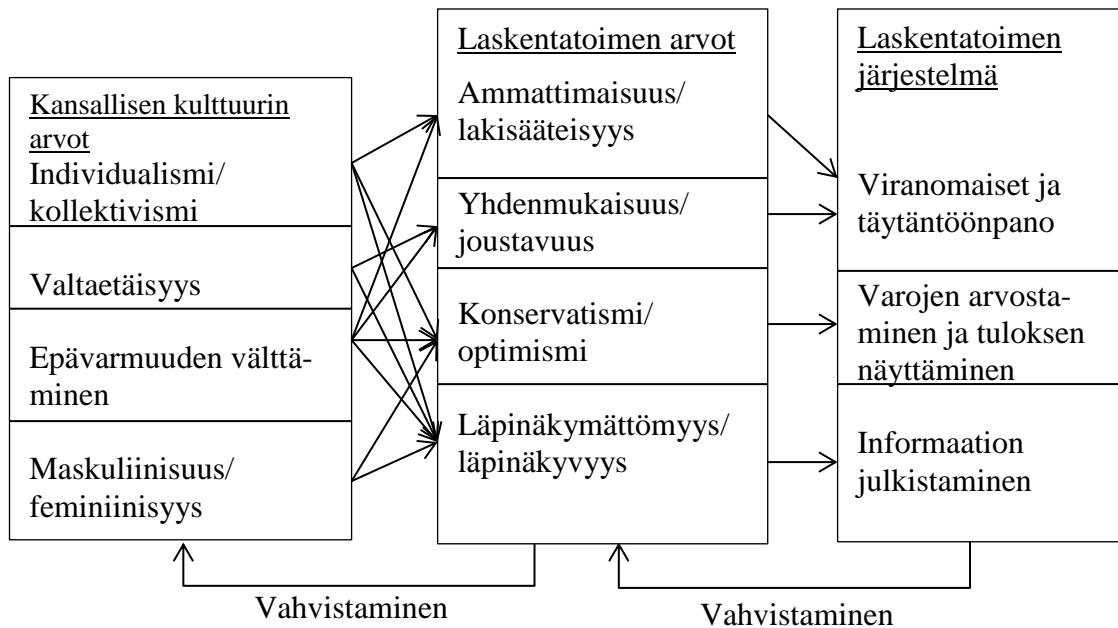 Kansallisen kulttuurin
arvot
Individualismi/
kollektivismi
Valtaetäisyys
Epävarmuuden välttä-
minen
Maskuliinisuus/
feminiinisyys
Laskentatoimen arvot
Ammattimaisuus/
lakisääteisyys
Yhdenmukaisuus/
joustavuus
Konservatismi/
optimismi
Läpinäkymättömyys/
läpinäkyvyys
Laskentatoimen
järjestelmä
Viranomaiset ja
täytäntöönpano
Varojen arvosta-
minen ja tuloksen
näyttäminen
Informaation
julkistaminen
Vahvistaminen
Vahvistaminen